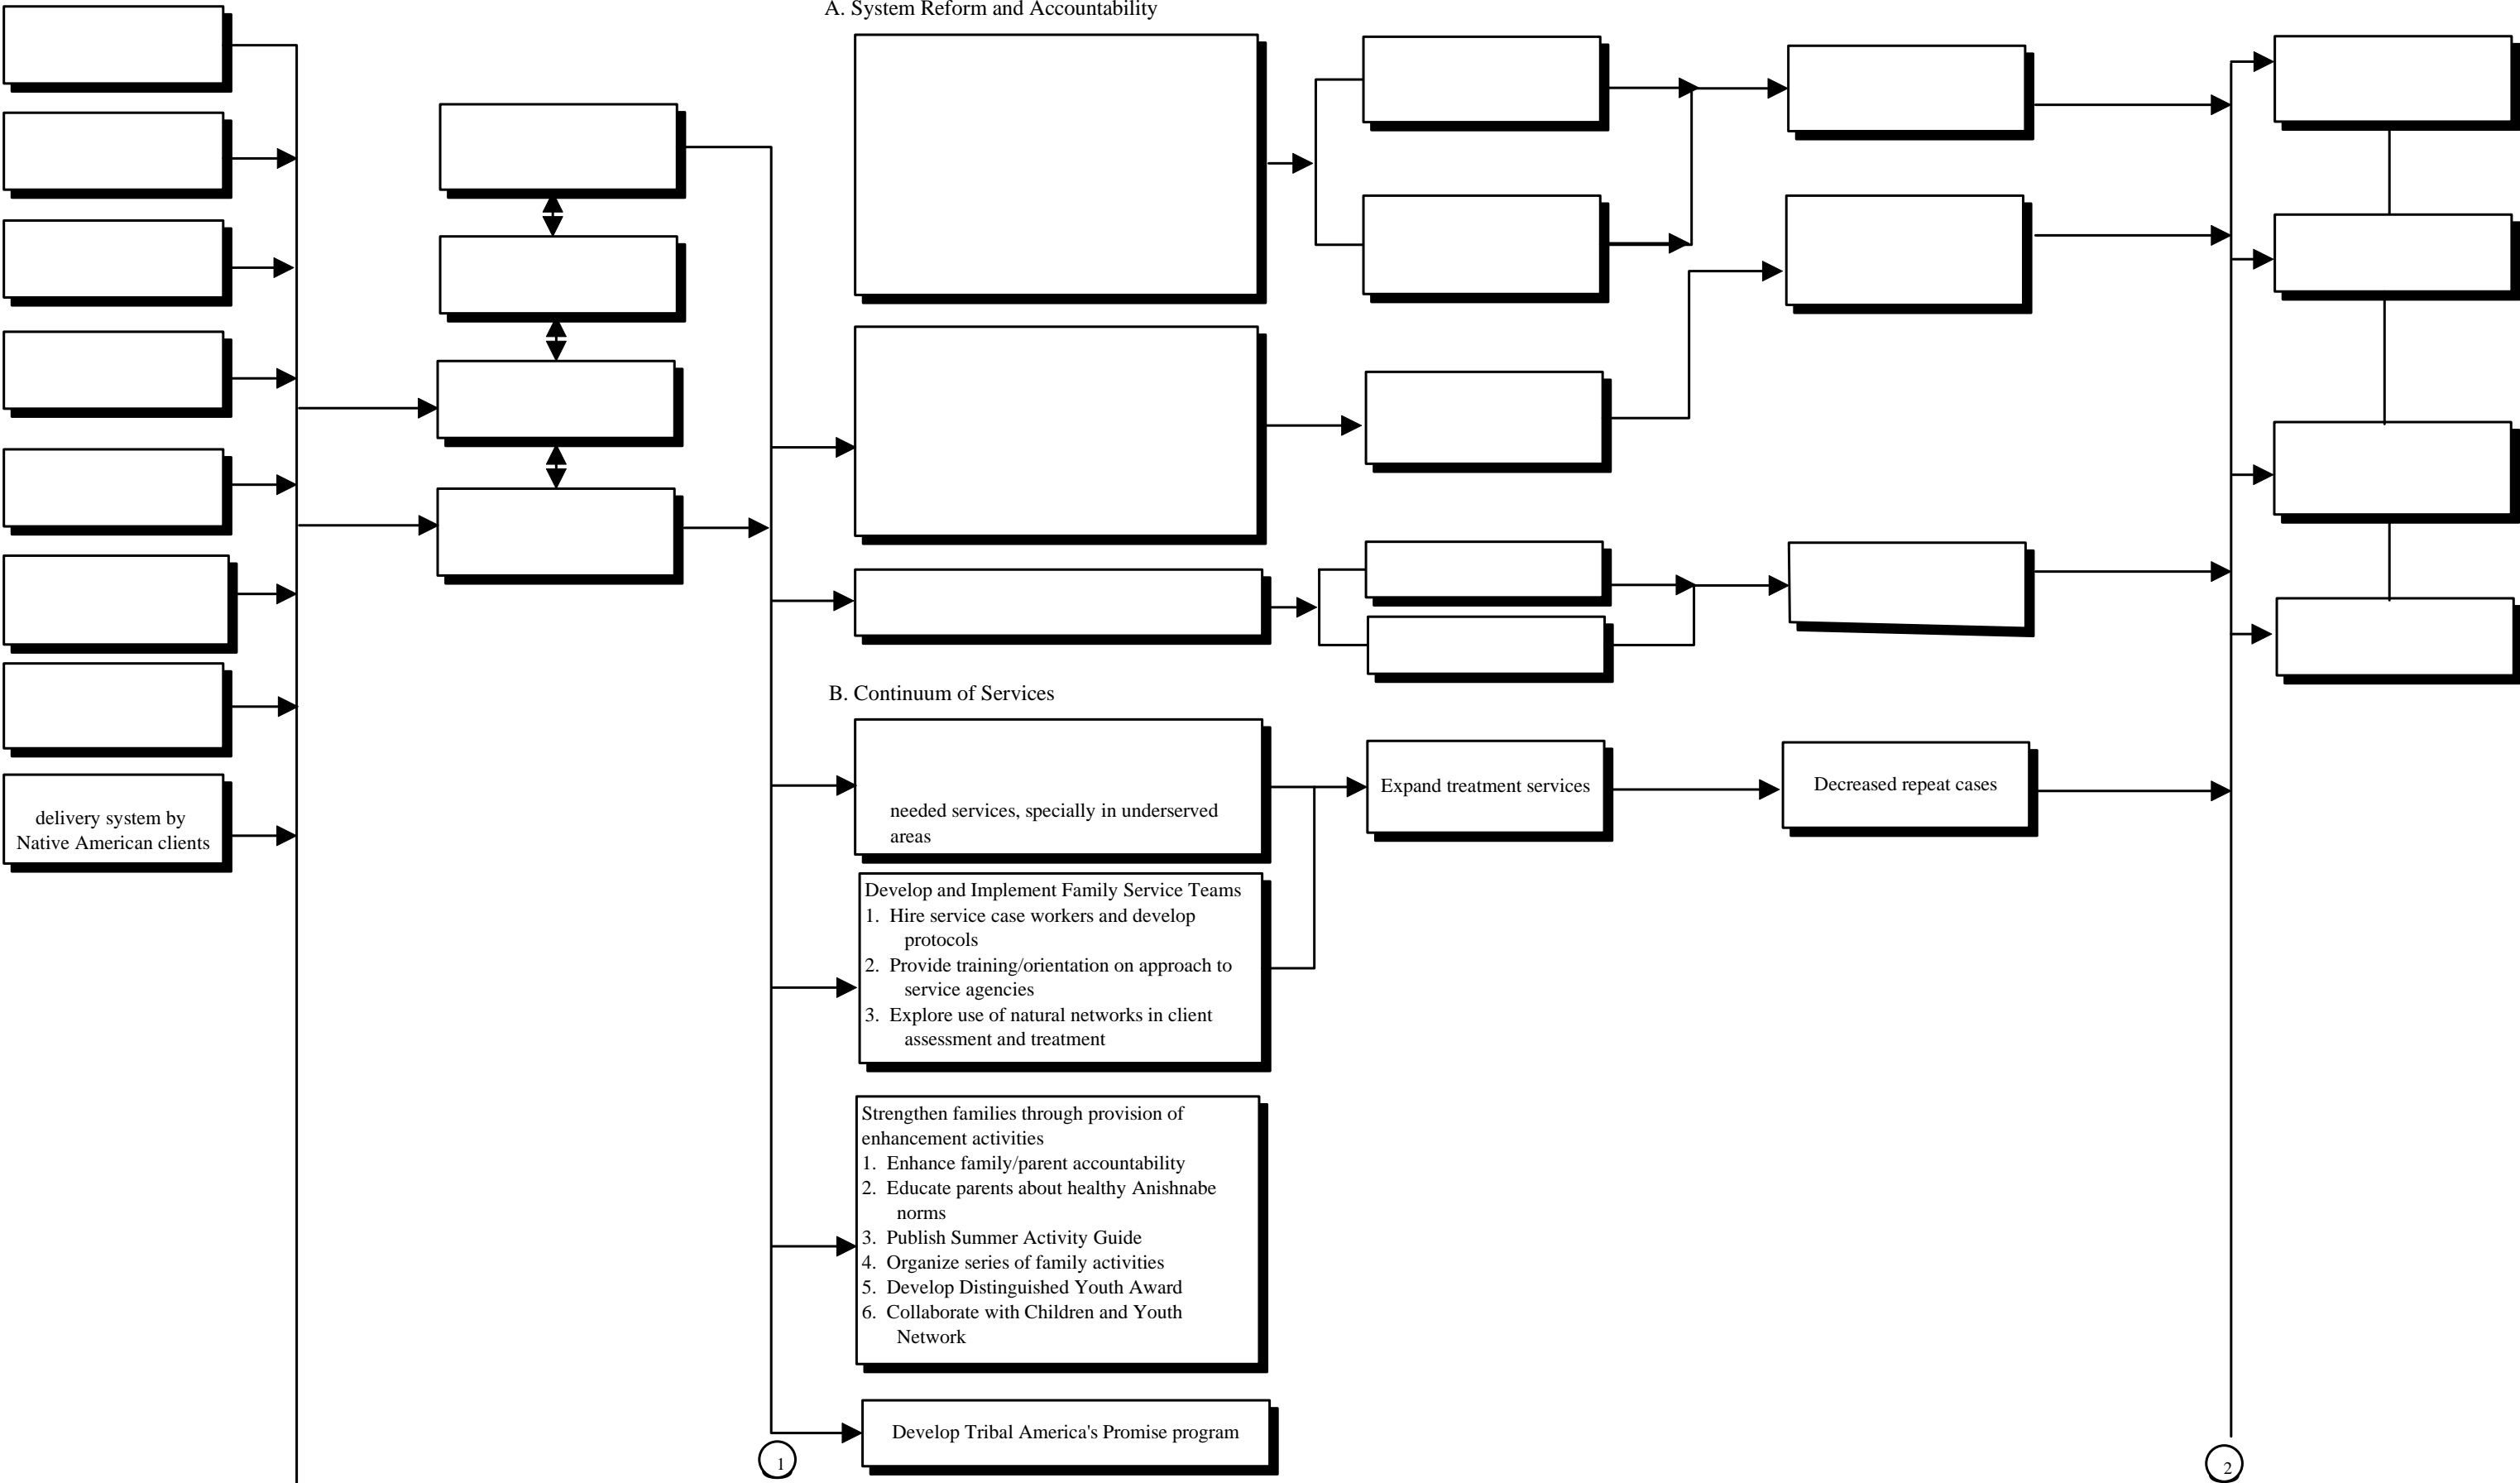 A. System Reform and Accountability
B. Continuum of Services
delivery system by
Native American clients
needed services, specially in underserved
areas
Expand treatment services
Decreased repeat cases
Develop and Implement Family Service Teams
1. Hire service case workers and develop
protocols
2. Provide training/orientation on approach to
service agencies
3. Explore use of natural networks in client
assessment and treatment
Strengthen families through provision of
enhancement activities
1. Enhance family/parent accountability
2. Educate parents about healthy Anishnabe
norms
3. Publish Summer Activity Guide
4. Organize series of family activities
5. Develop Distinguished Youth Award
6. Collaborate with Children and Youth
Network
Develop Tribal America's Promise program
1
2